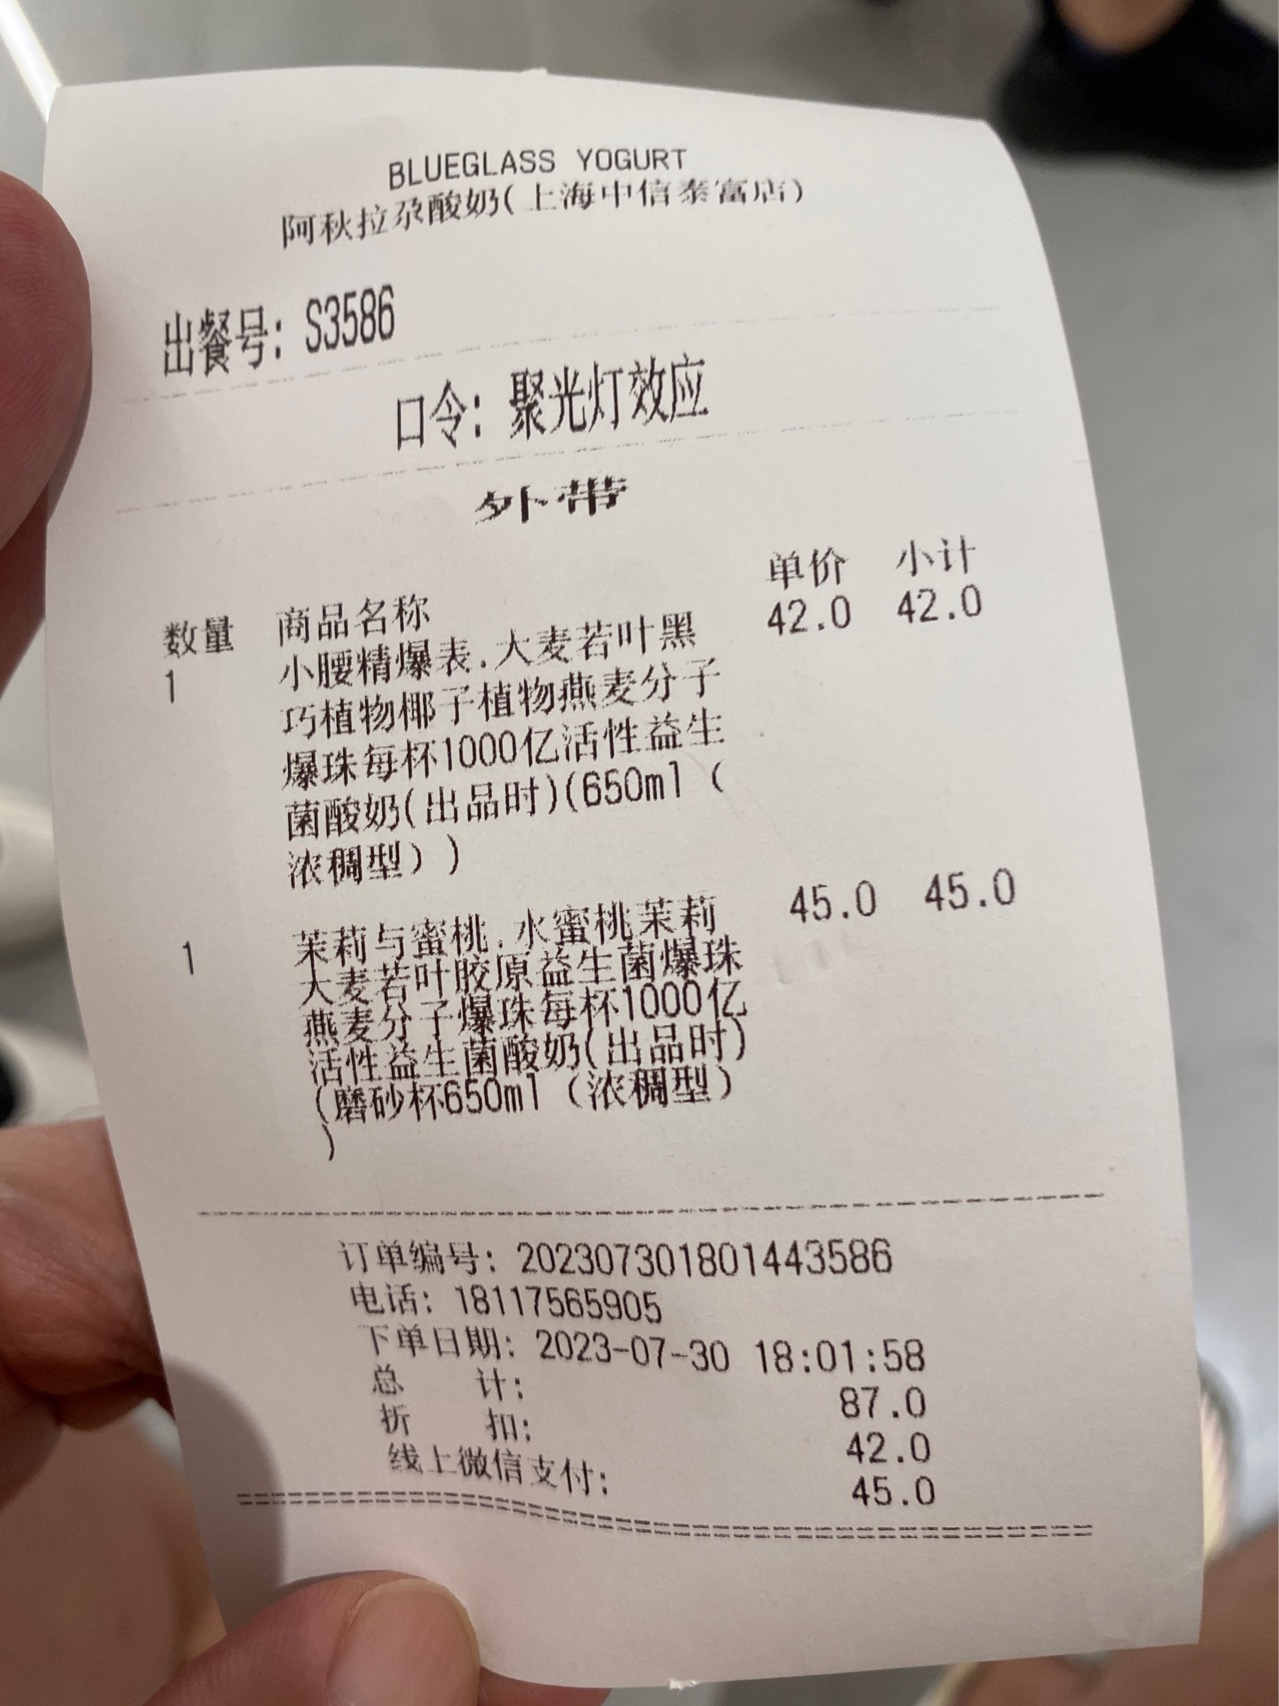 BLUEGLASS YOGURT
阿秋拉尕酸奶(上海中信泰富店)
出餐号: S3586
口令: 聚光灯效应
外带
数量 商品名称 单价 小计
1 小腰精爆表.大麦若叶黑 42.0 42.0
巧植物椰子植物燕麦分子
爆珠每杯1000亿活性益生
菌酸奶(出品时)(650ml（
浓稠型）)
1 茉莉与蜜桃.水蜜桃茉莉 45.0 45.0
大麦若叶胶原益生菌爆珠
燕麦分子爆珠每杯1000亿
活性益生菌酸奶(出品时)
(磨砂杯650ml（浓稠型）
)
订单编号: 202307301801443586
电话: 18117565905
下单日期: 2023-07-30 18:01:58
总 计: 87.0
折 扣: 42.0
线上微信支付: 45.0